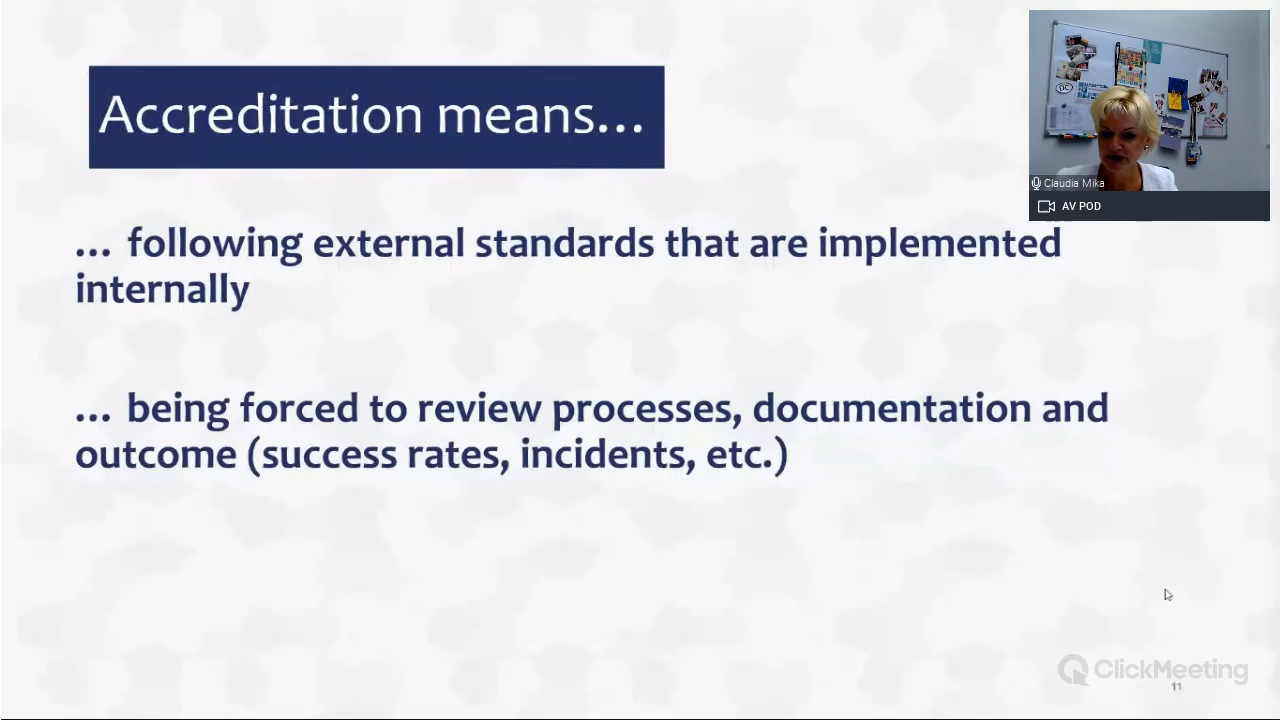 Accreditation means...
Claudia Mika
AV POD
... following external standards that are implemented
internally
... being forced to review processes, documentation and
outcome (success rates, incidents, etc.)
ClickMeeting
11